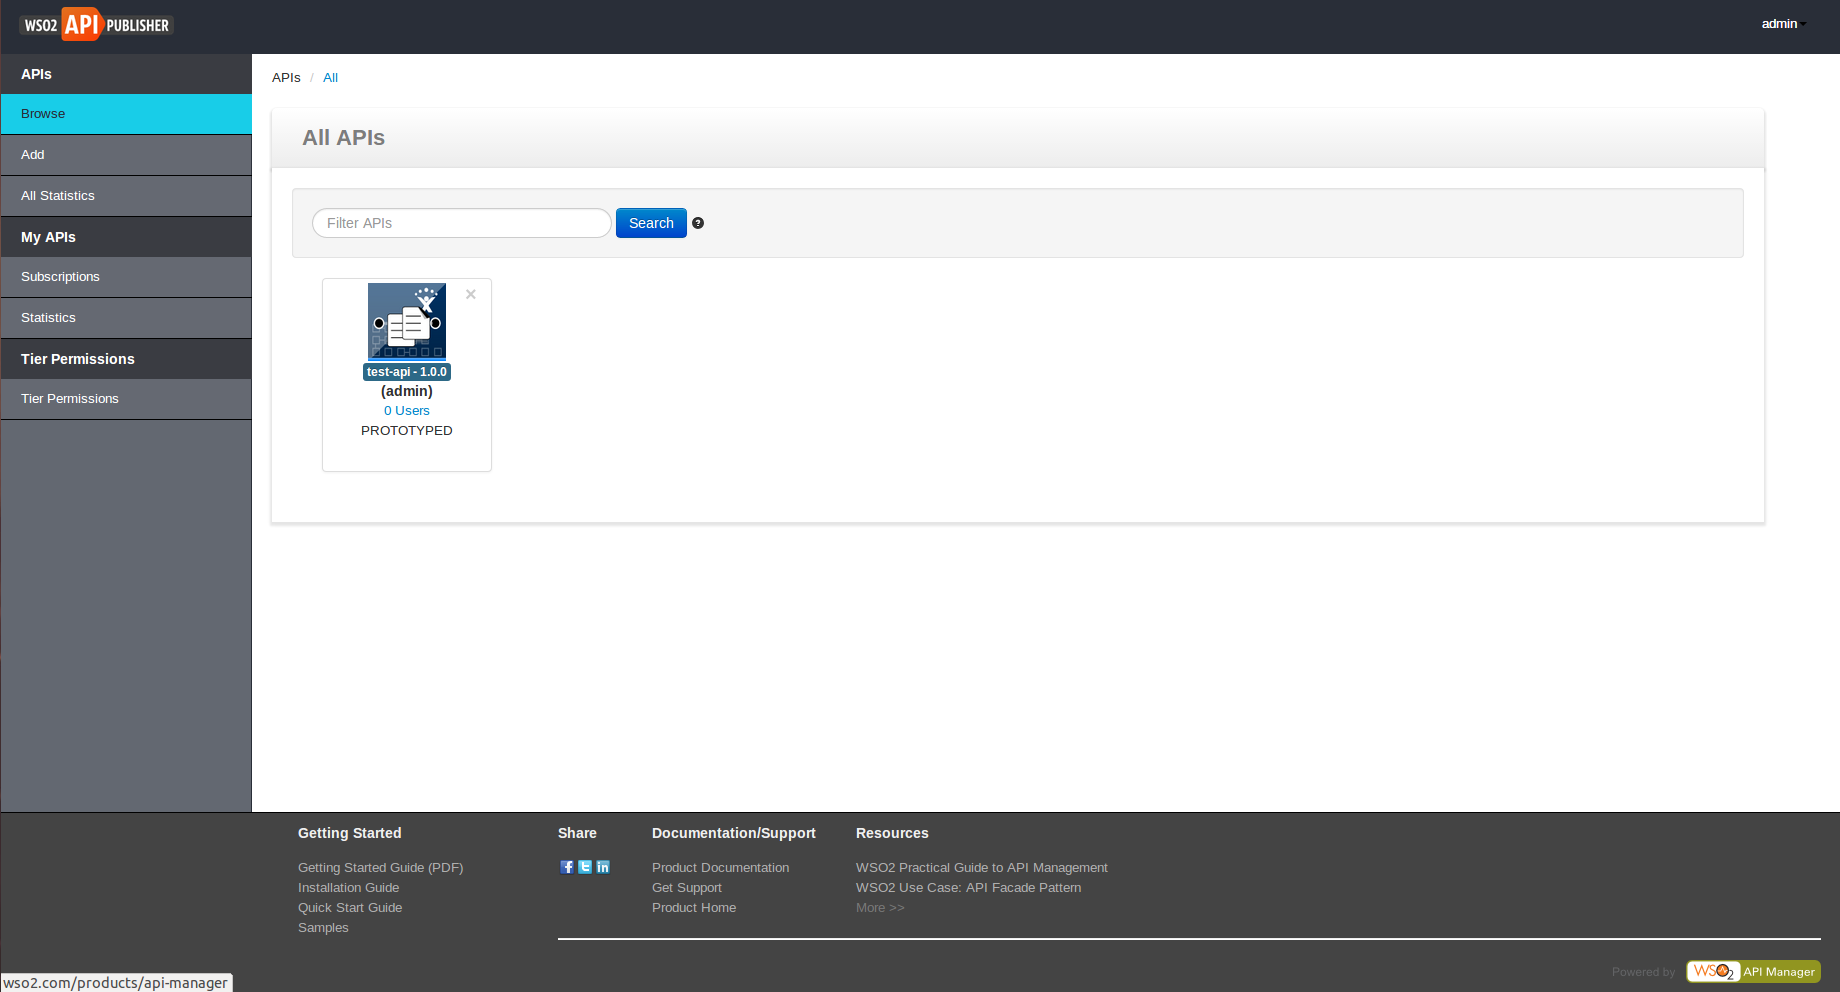 WSO2 API PUBLISHER
admin
APIs
Browse
Add
All Statistics
My APIs
Subscriptions
Statistics
Tier Permissions
Tier Permissions
APIs / All
All APIs
Filter APIs
Search ?
×
test-api - 1.0.0
(admin)
0 Users
PROTOTYPED
Getting Started
Getting Started Guide (PDF)
Installation Guide
Quick Start Guide
Samples
Share
f t in
Documentation/Support
Product Documentation
Get Support
Product Home
Resources
WSO2 Practical Guide to API Management
WSO2 Use Case: API Facade Pattern
More >>
Powered by WSO2 API Manager
wso2.com/products/api-manager